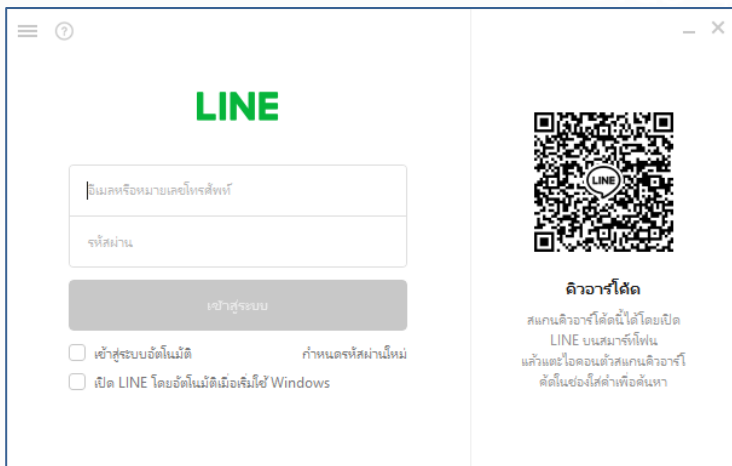 LINE
อีเมลหรือหมายเลขโทรศัพท์
รหัสผ่าน
เข้าสู่ระบบ
เข้าสู่ระบบอัตโนมัติ
กำหนดรหัสผ่านใหม่
เปิด LINE โดยอัตโนมัติเมื่อเริ่มใช้ Windows
LINE
คิวอาร์โค้ด
สแกนคิวอาร์โค้ดนี้ได้โดยเปิด
LINE บนสมาร์ทโฟน
แล้วแตะไอคอนตัวสแกนคิวอาร์โ
ค้ดในช่องใส่คำเพื่อค้นหา